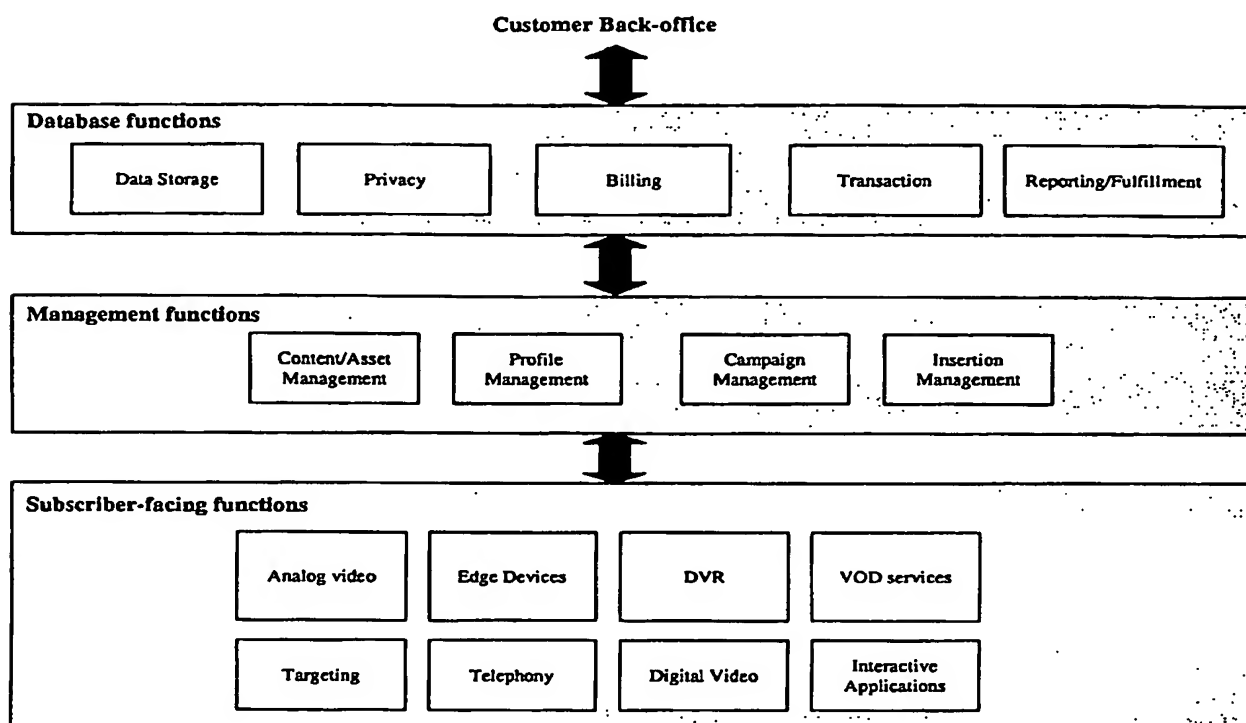 Customer Back-office
Database functions
Data Storage
Privacy
Billing
Transaction
Reporting/Fulfillment
Management functions
Content/Asset
Management
Profile
Management
Campaign
Management
Insertion
Management
Subscriber-facing functions
Analog video
Edge Devices
DVR
VOD services
Targeting
Telephony
Digital Video
Interactive
Applications